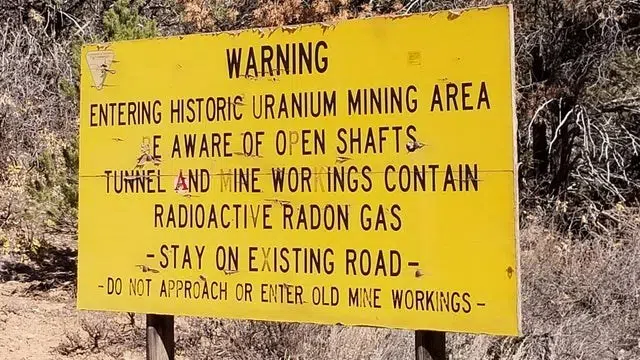 WARNING
ENTERING HISTORIC URANIUM MINING AREA
BE AWARE OF OPEN SHAFTS
TUNNEL AND MINE WORKINGS CONTAIN
RADIOACTIVE RADON GAS
-STAY ON EXISTING ROAD-
-DO NOT APPROACH OR ENTER OLD MINE WORKINGS-